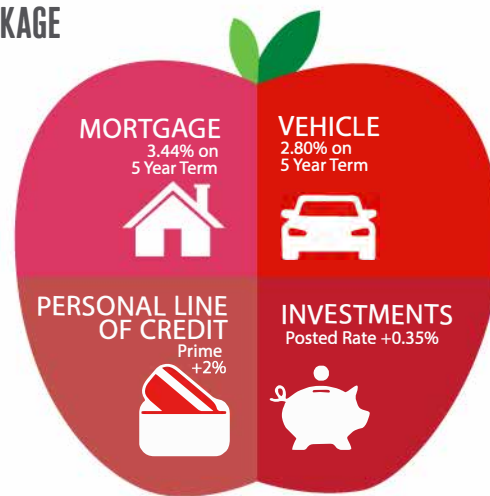 KAGE
MORTGAGE
3.44% on
5 Year Term
VEHICLE
2.80% on
5 Year Term
PERSONAL LINE
OF CREDIT
Prime
+2%
INVESTMENTS
Posted Rate +0.35%